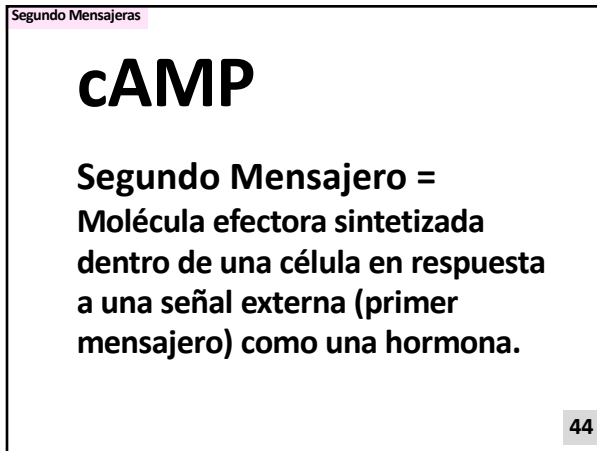 Segundo Mensajeras
cAMP
Segundo Mensajero =
Molécula efectora sintetizada
dentro de una célula en respuesta
a una señal externa (primer
mensajero) como una hormona.
44